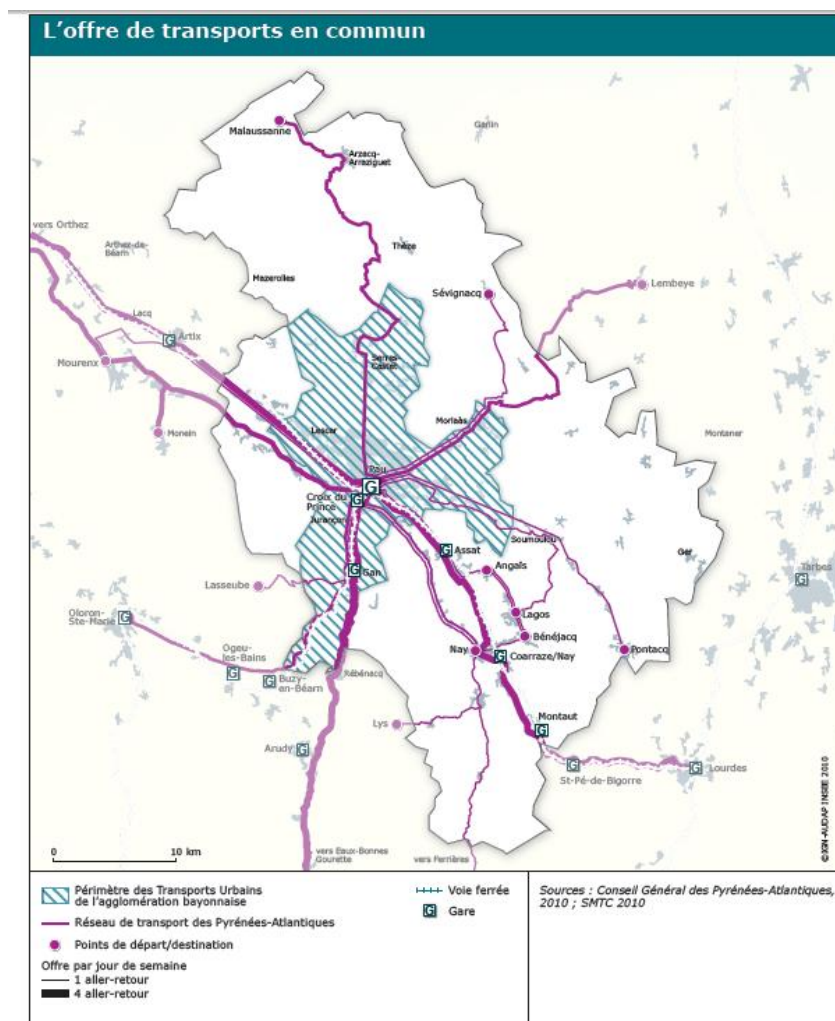 L'offre de transports en commun
Malaussanne
Garlin
Arzacq-
Arraziguet
vers Orthez
Arthez-de-
Béarn
Thèze
Mazerolles
Sévignacq
Lembeye
Lacq
Artix
Serres-
Castet
Mourenx
Morlaàs
Monein
Lescar
Montaner
Pau
Croix du
Prince
Jurançon
Soumoulou
Assat
Ger
Gan
Angaïs
Tarbes
Lasseube
Lagos
Oloron-
Ste-Marie
Bénéjacq
Ogeu-
les-Bains
Nay
Coarraze/Nay
Pontacq
Buzy-
en-Béarn
Rébénacq
Lys
Montaut
Arudy
St-Pé-de-Bigorre
Lourdes
0 10 km
vers Eaux-Bonnes
Gourette
vers Ferrières
©IGN-AUDAP INSEE 2010
Périmètre des Transports Urbains
de l'agglomération bayonnaise
Réseau de transport des Pyrénées-Atlantiques
Points de départ/destination
Offre par jour de semaine
1 aller-retour
4 aller-retour
Voie ferrée
G Gare
Sources : Conseil Général des Pyrénées-Atlantiques,
2010 ; SMTC 2010